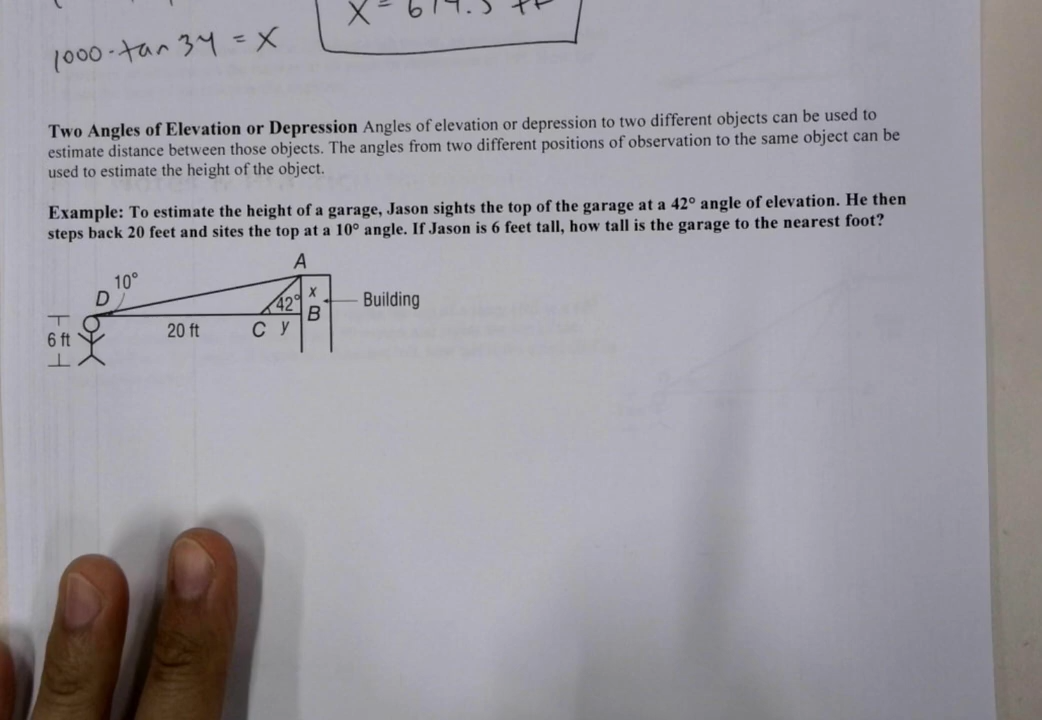 1000·tan 34 = X
X = 674.5 ft
Two Angles of Elevation or Depression Angles of elevation or depression to two different objects can be used to
estimate distance between those objects. The angles from two different positions of observation to the same object can be
used to estimate the height of the object.
Example: To estimate the height of a garage, Jason sights the top of the garage at a 42° angle of elevation. He then
steps back 20 feet and sites the top at a 10° angle. If Jason is 6 feet tall, how tall is the garage to the nearest foot?
A
10°
D
42°
x
Building
B
6 ft
20 ft
C y